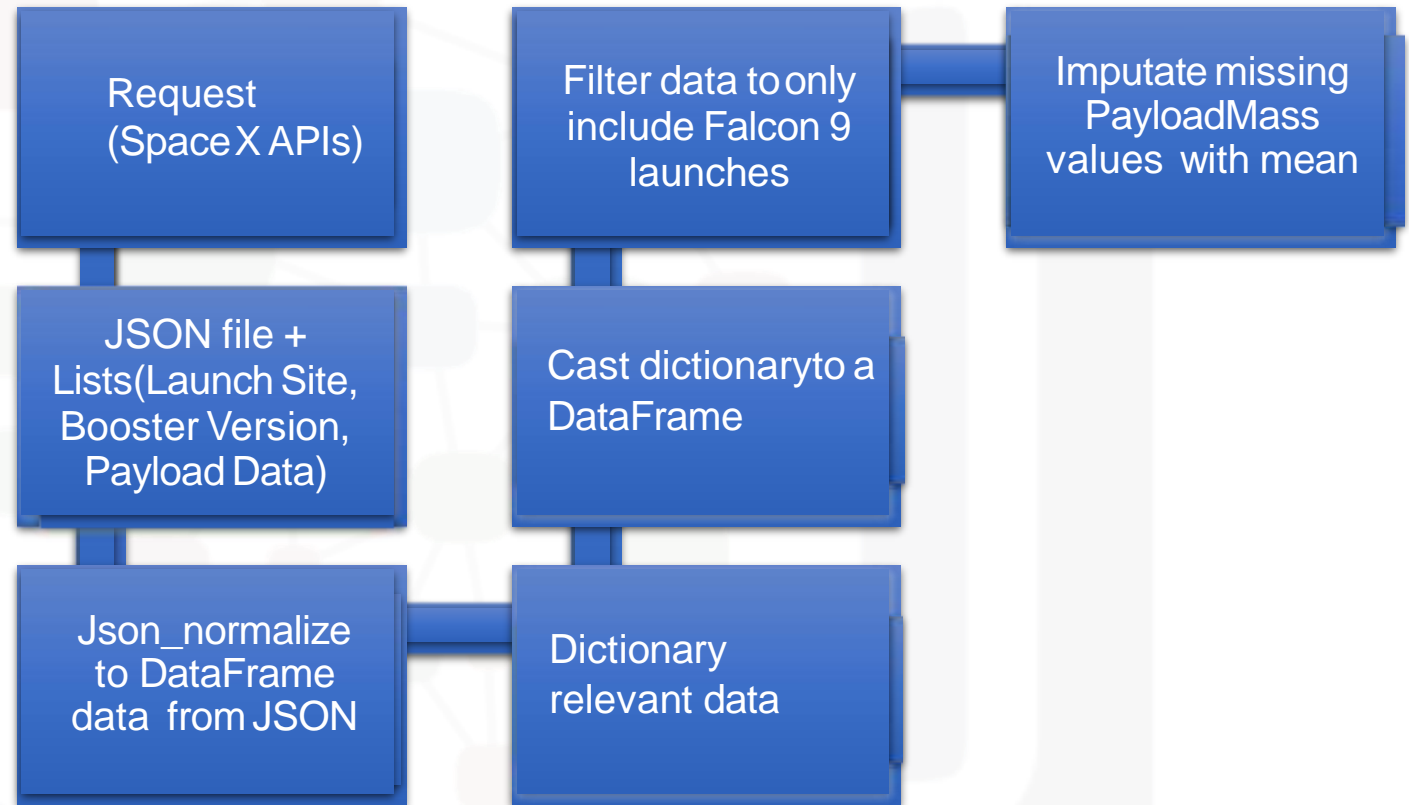 Request
(Space X APIs)
JSON file +
Lists(Launch Site,
Booster Version,
Payload Data)
Json_normalize
to DataFrame
data from JSON
Dictionary
relevant data
Cast dictionaryto a
DataFrame
Filter data to only
include Falcon 9
launches
Imputate missing
PayloadMass
values with mean